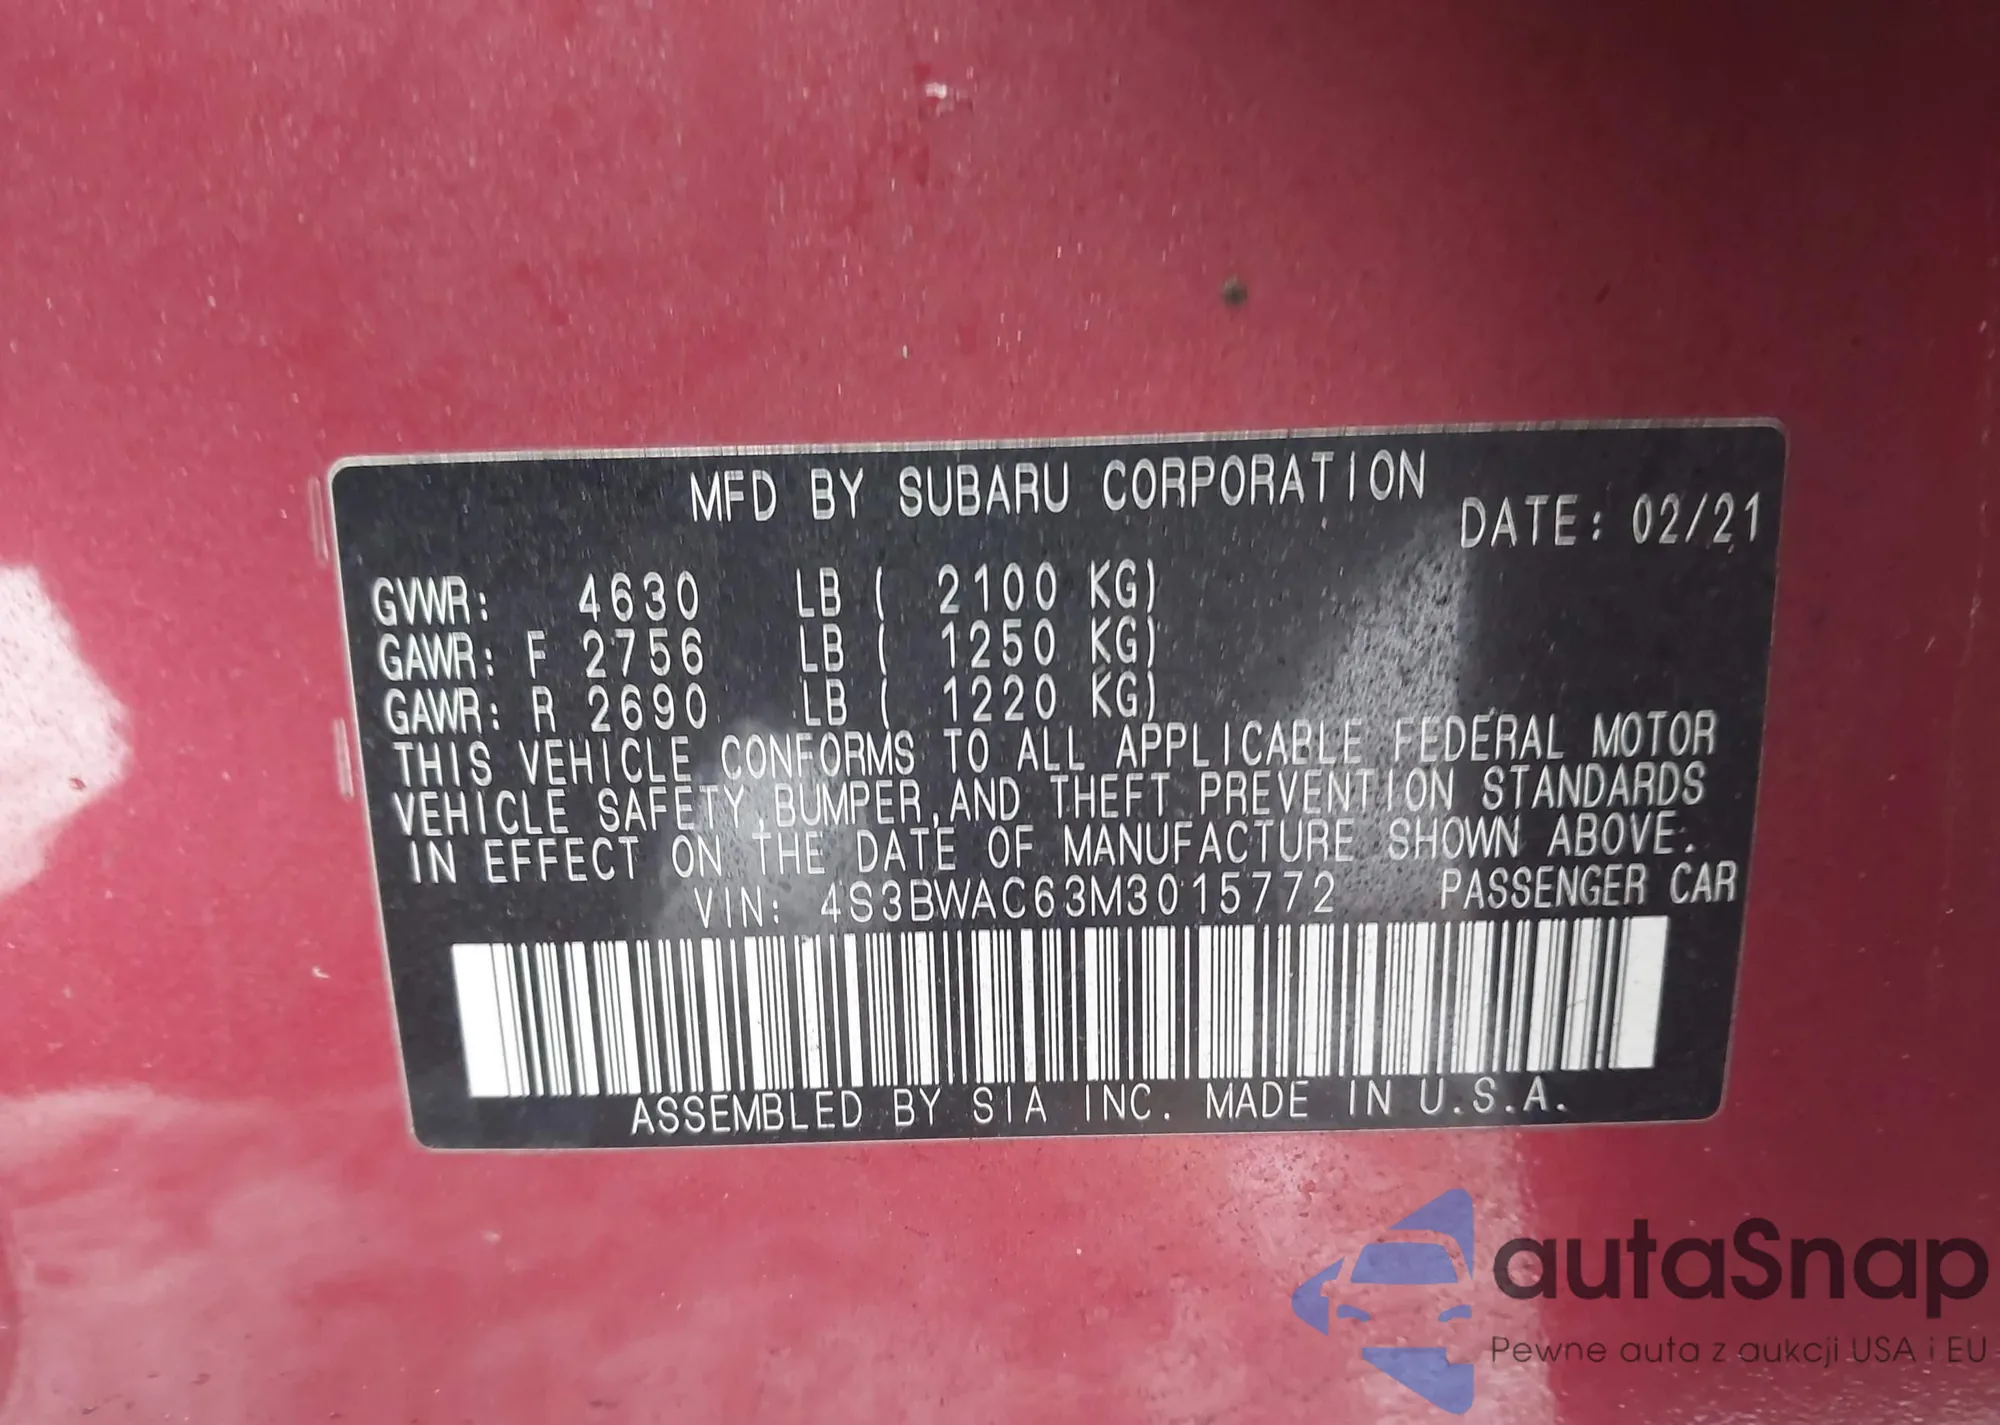 MFD BY SUBARU CORPORATION
DATE: 02/21
GVWR: 4630 LB ( 2100 KG)
GAWR: F 2756 LB ( 1250 KG)
GAWR: R 2690 LB ( 1220 KG)
THIS VEHICLE CONFORMS TO ALL APPLICABLE FEDERAL MOTOR
VEHICLE SAFETY,BUMPER,AND THEFT PREVENTION STANDARDS
IN EFFECT ON THE DATE OF MANUFACTURE SHOWN ABOVE.
VIN: 4S3BWAC63M3015772 PASSENGER CAR
ASSEMBLED BY SIA INC. MADE IN U.S.A.
autaSnap
Pewne auta z aukcji USA i EU